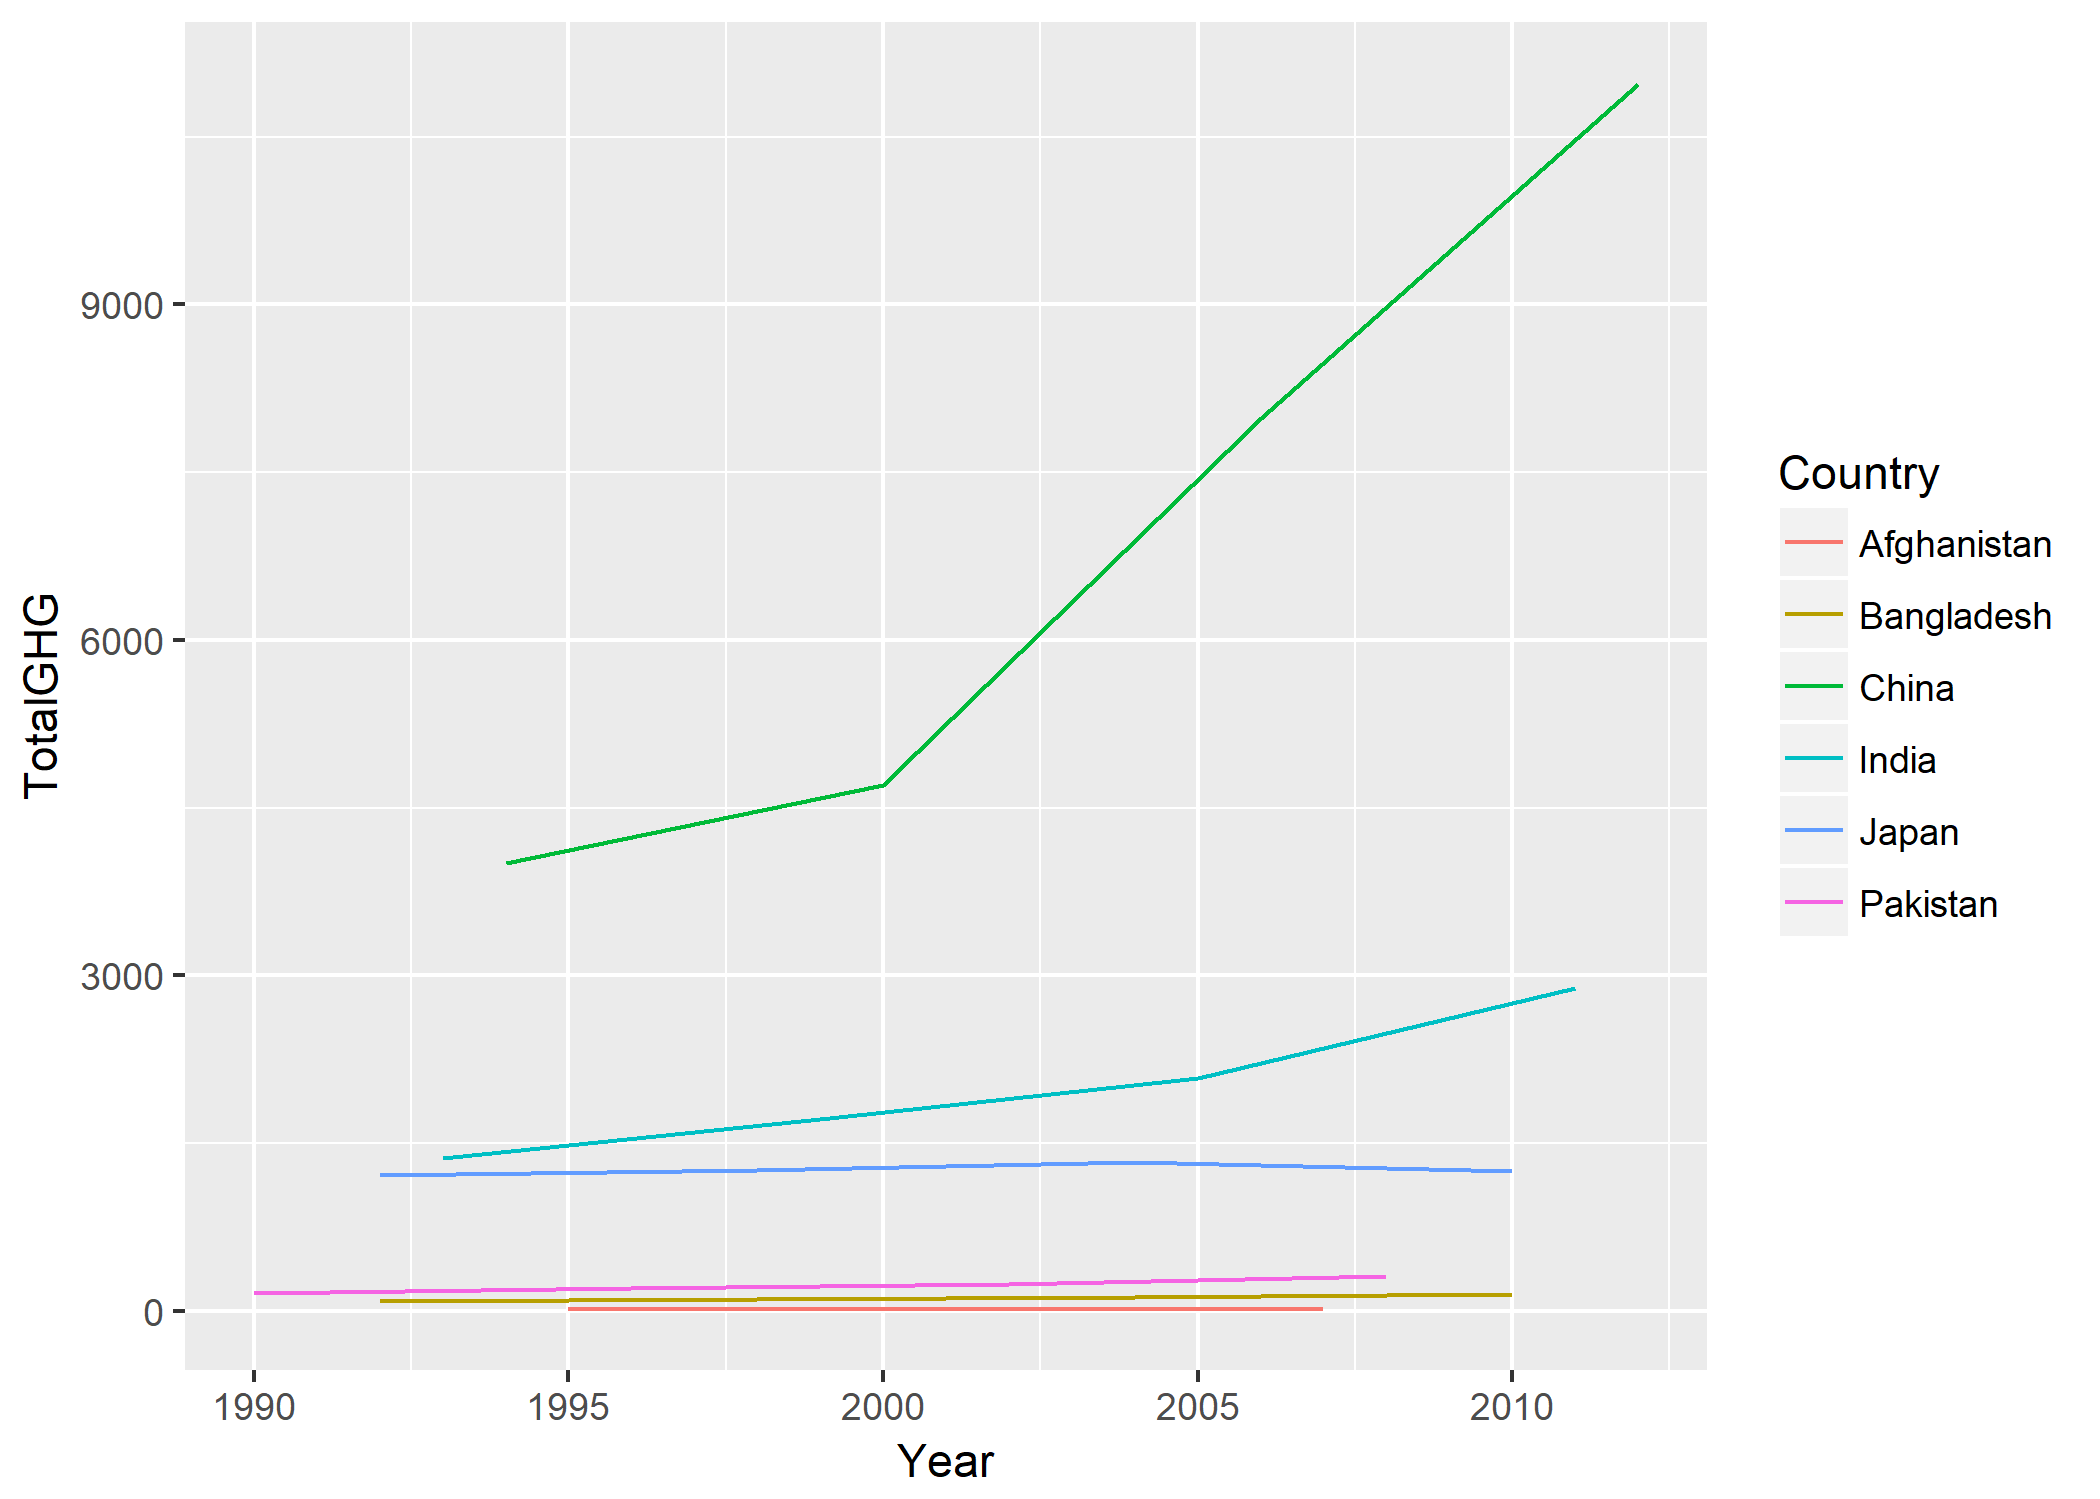 TotalGHG
9000
6000
3000
0
1990 1995 2000 2005 2010
Year
Country
Afghanistan
Bangladesh
China
India
Japan
Pakistan